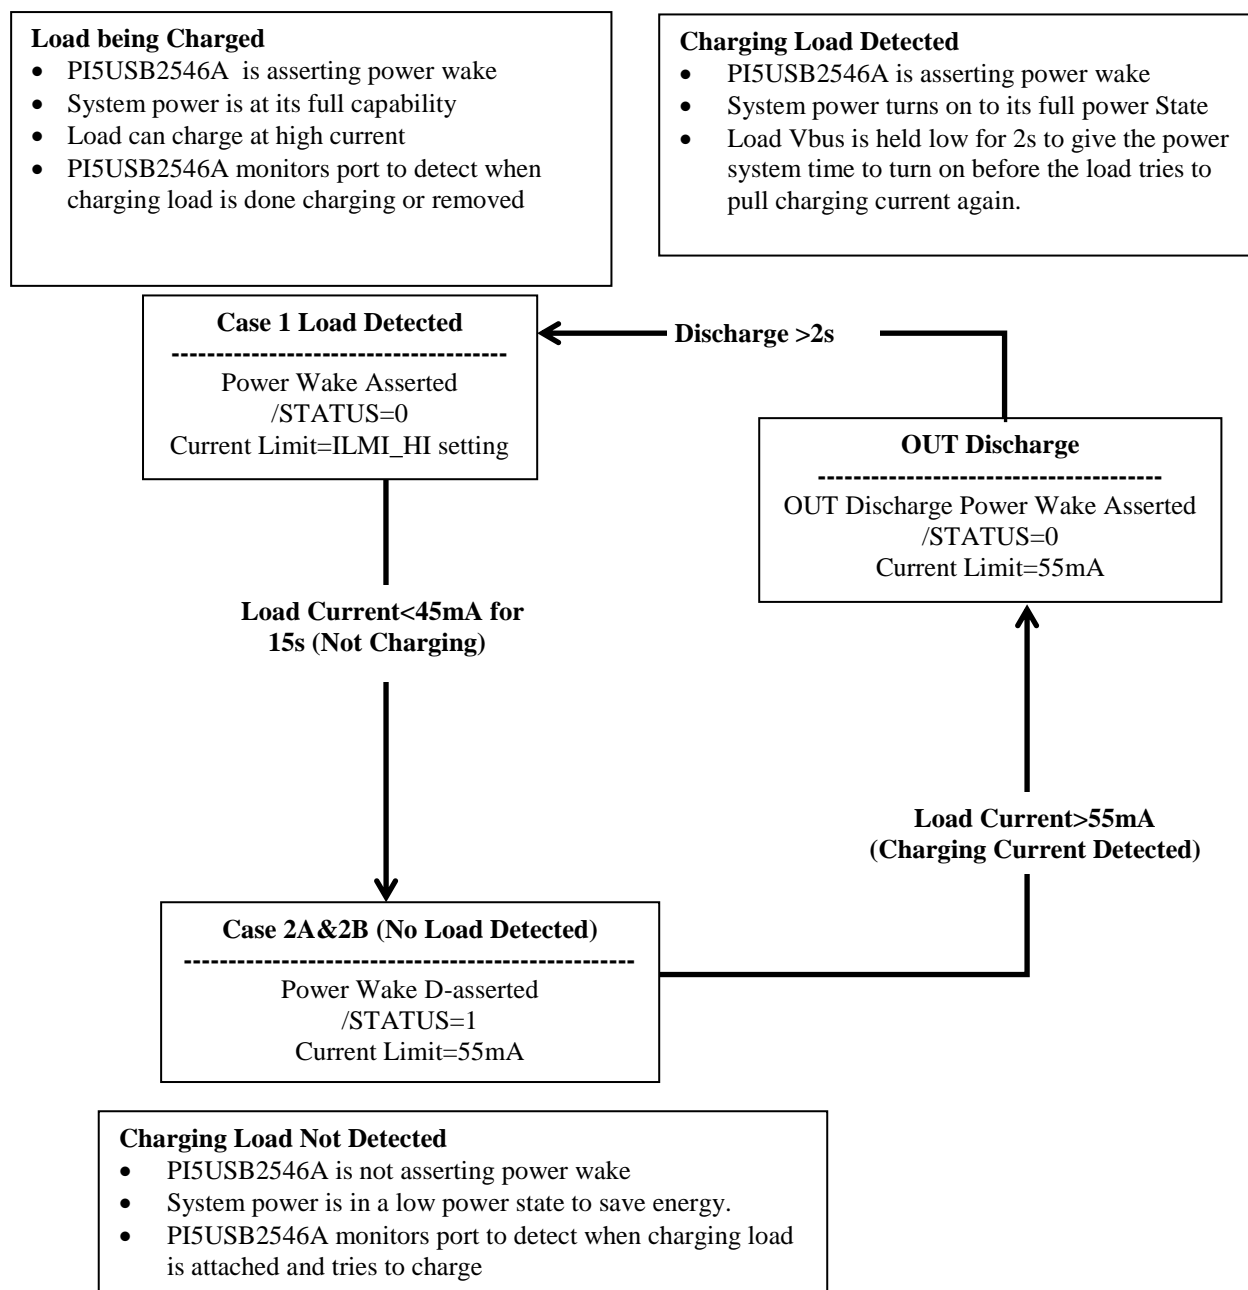 Load being Charged
• PI5USB2546A is asserting power wake
• System power is at its full capability
• Load can charge at high current
• PI5USB2546A monitors port to detect when
charging load is done charging or removed
Charging Load Detected
• PI5USB2546A is asserting power wake
• System power turns on to its full power State
• Load Vbus is held low for 2s to give the power
system time to turn on before the load tries to
pull charging current again.
Case 1 Load Detected
--------------------------------------
Power Wake Asserted
/STATUS=0
Current Limit=ILMI_HI setting
Discharge >2s
OUT Discharge
---------------------------------------
OUT Discharge Power Wake Asserted
/STATUS=0
Current Limit=55mA
Load Current<45mA for
15s (Not Charging)
Load Current>55mA
(Charging Current Detected)
Case 2A&2B (No Load Detected)
---------------------------------------------------
Power Wake D-asserted
/STATUS=1
Current Limit=55mA
Charging Load Not Detected
• PI5USB2546A is not asserting power wake
• System power is in a low power state to save energy.
• PI5USB2546A monitors port to detect when charging load
is attached and tries to charge